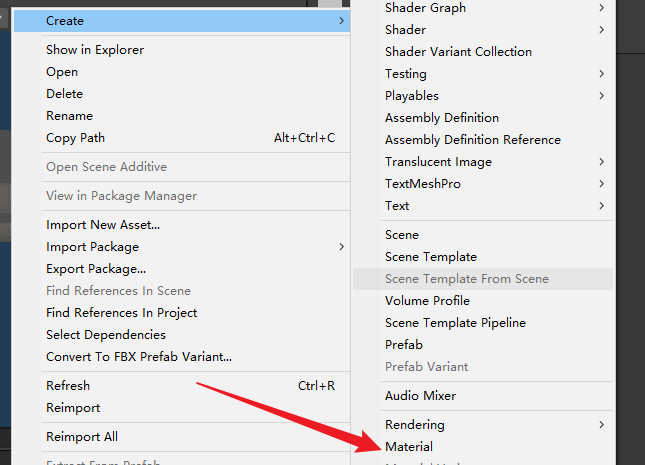 Create
Show in Explorer
Open
Delete
Rename
Copy Path Alt+Ctrl+C
Open Scene Additive
View in Package Manager
Import New Asset...
Import Package
Export Package...
Find References In Scene
Find References In Project
Select Dependencies
Convert To FBX Prefab Variant...
Refresh Ctrl+R
Reimport
Reimport All
Extract From Prefab
Shader Graph
Shader
Shader Variant Collection
Testing
Playables
Assembly Definition
Assembly Definition Reference
Translucent Image
TextMeshPro
Text
Scene
Scene Template
Scene Template From Scene
Volume Profile
Scene Template Pipeline
Prefab
Prefab Variant
Audio Mixer
Rendering
Material